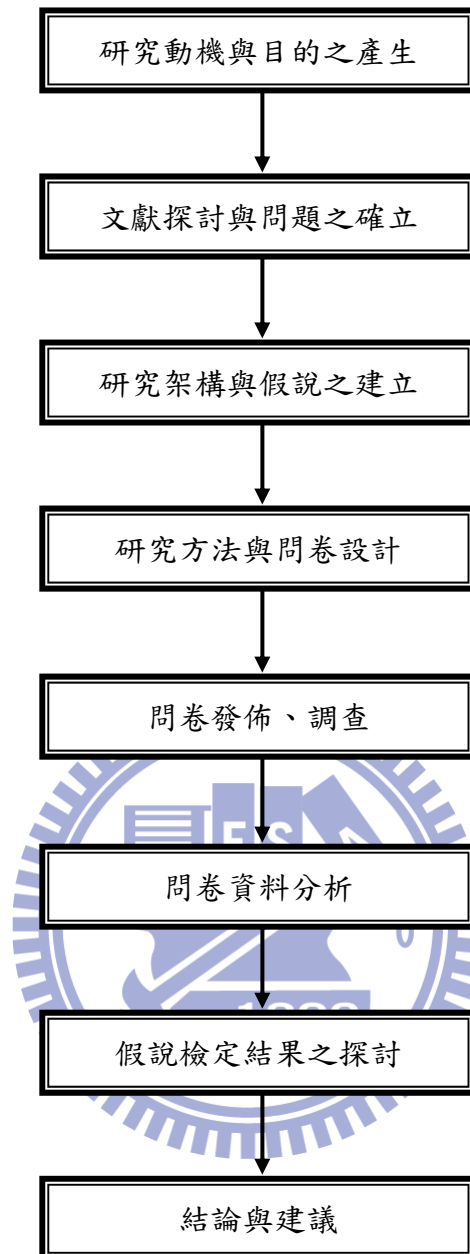 研究動機與目的之產生
文獻探討與問題之確立
研究架構與假說之建立
研究方法與問卷設計
問卷發佈、調查
問卷資料分析
假說檢定結果之探討
結論與建議